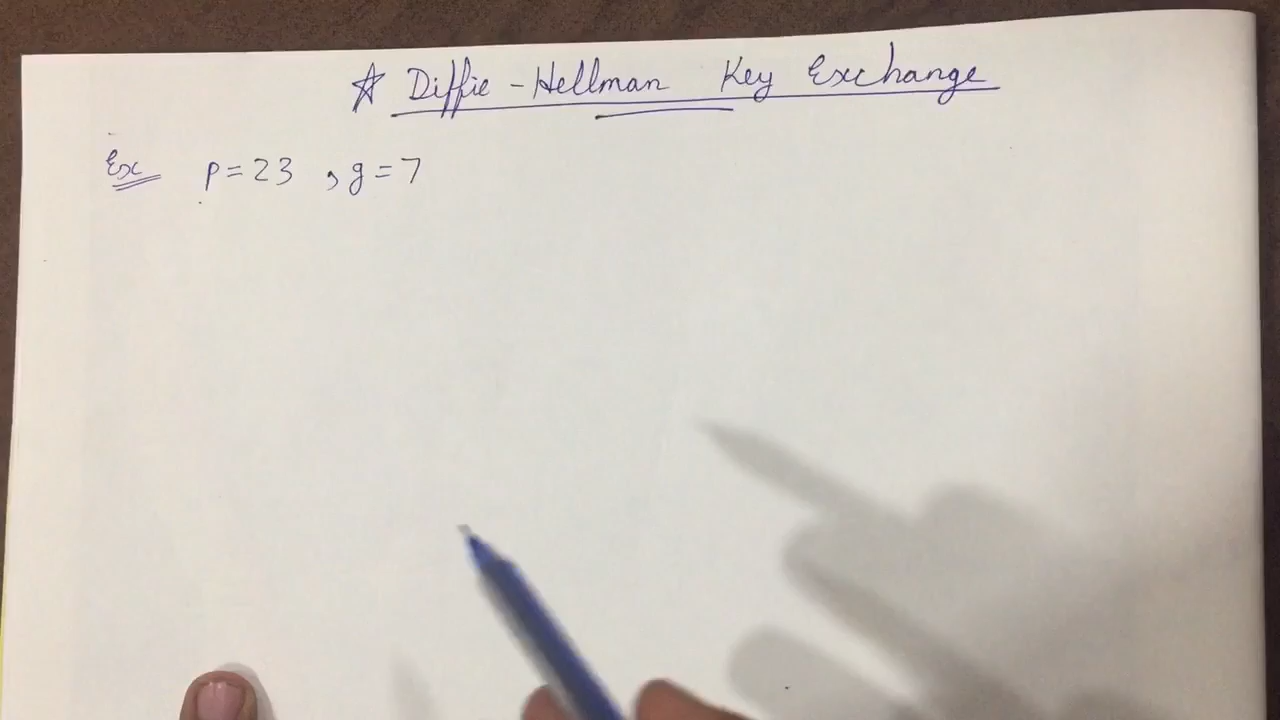 ☆ Diffie - Hellman Key Exchange
Ex p = 23 , g = 7